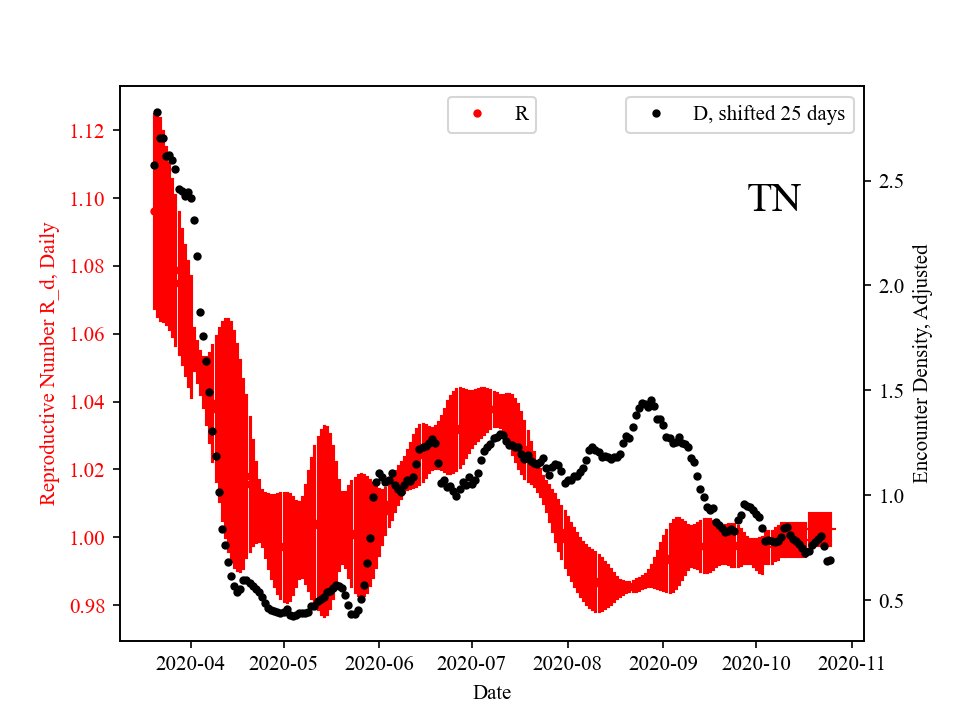 R
D, shifted 25 days
TN
Reproductive Number R_d, Daily
1.12
1.10
1.08
1.06
1.04
1.02
1.00
0.98
2.5
2.0
1.5
1.0
0.5
Encounter Density, Adjusted
2020-04 2020-05 2020-06 2020-07 2020-08 2020-09 2020-10 2020-11
Date